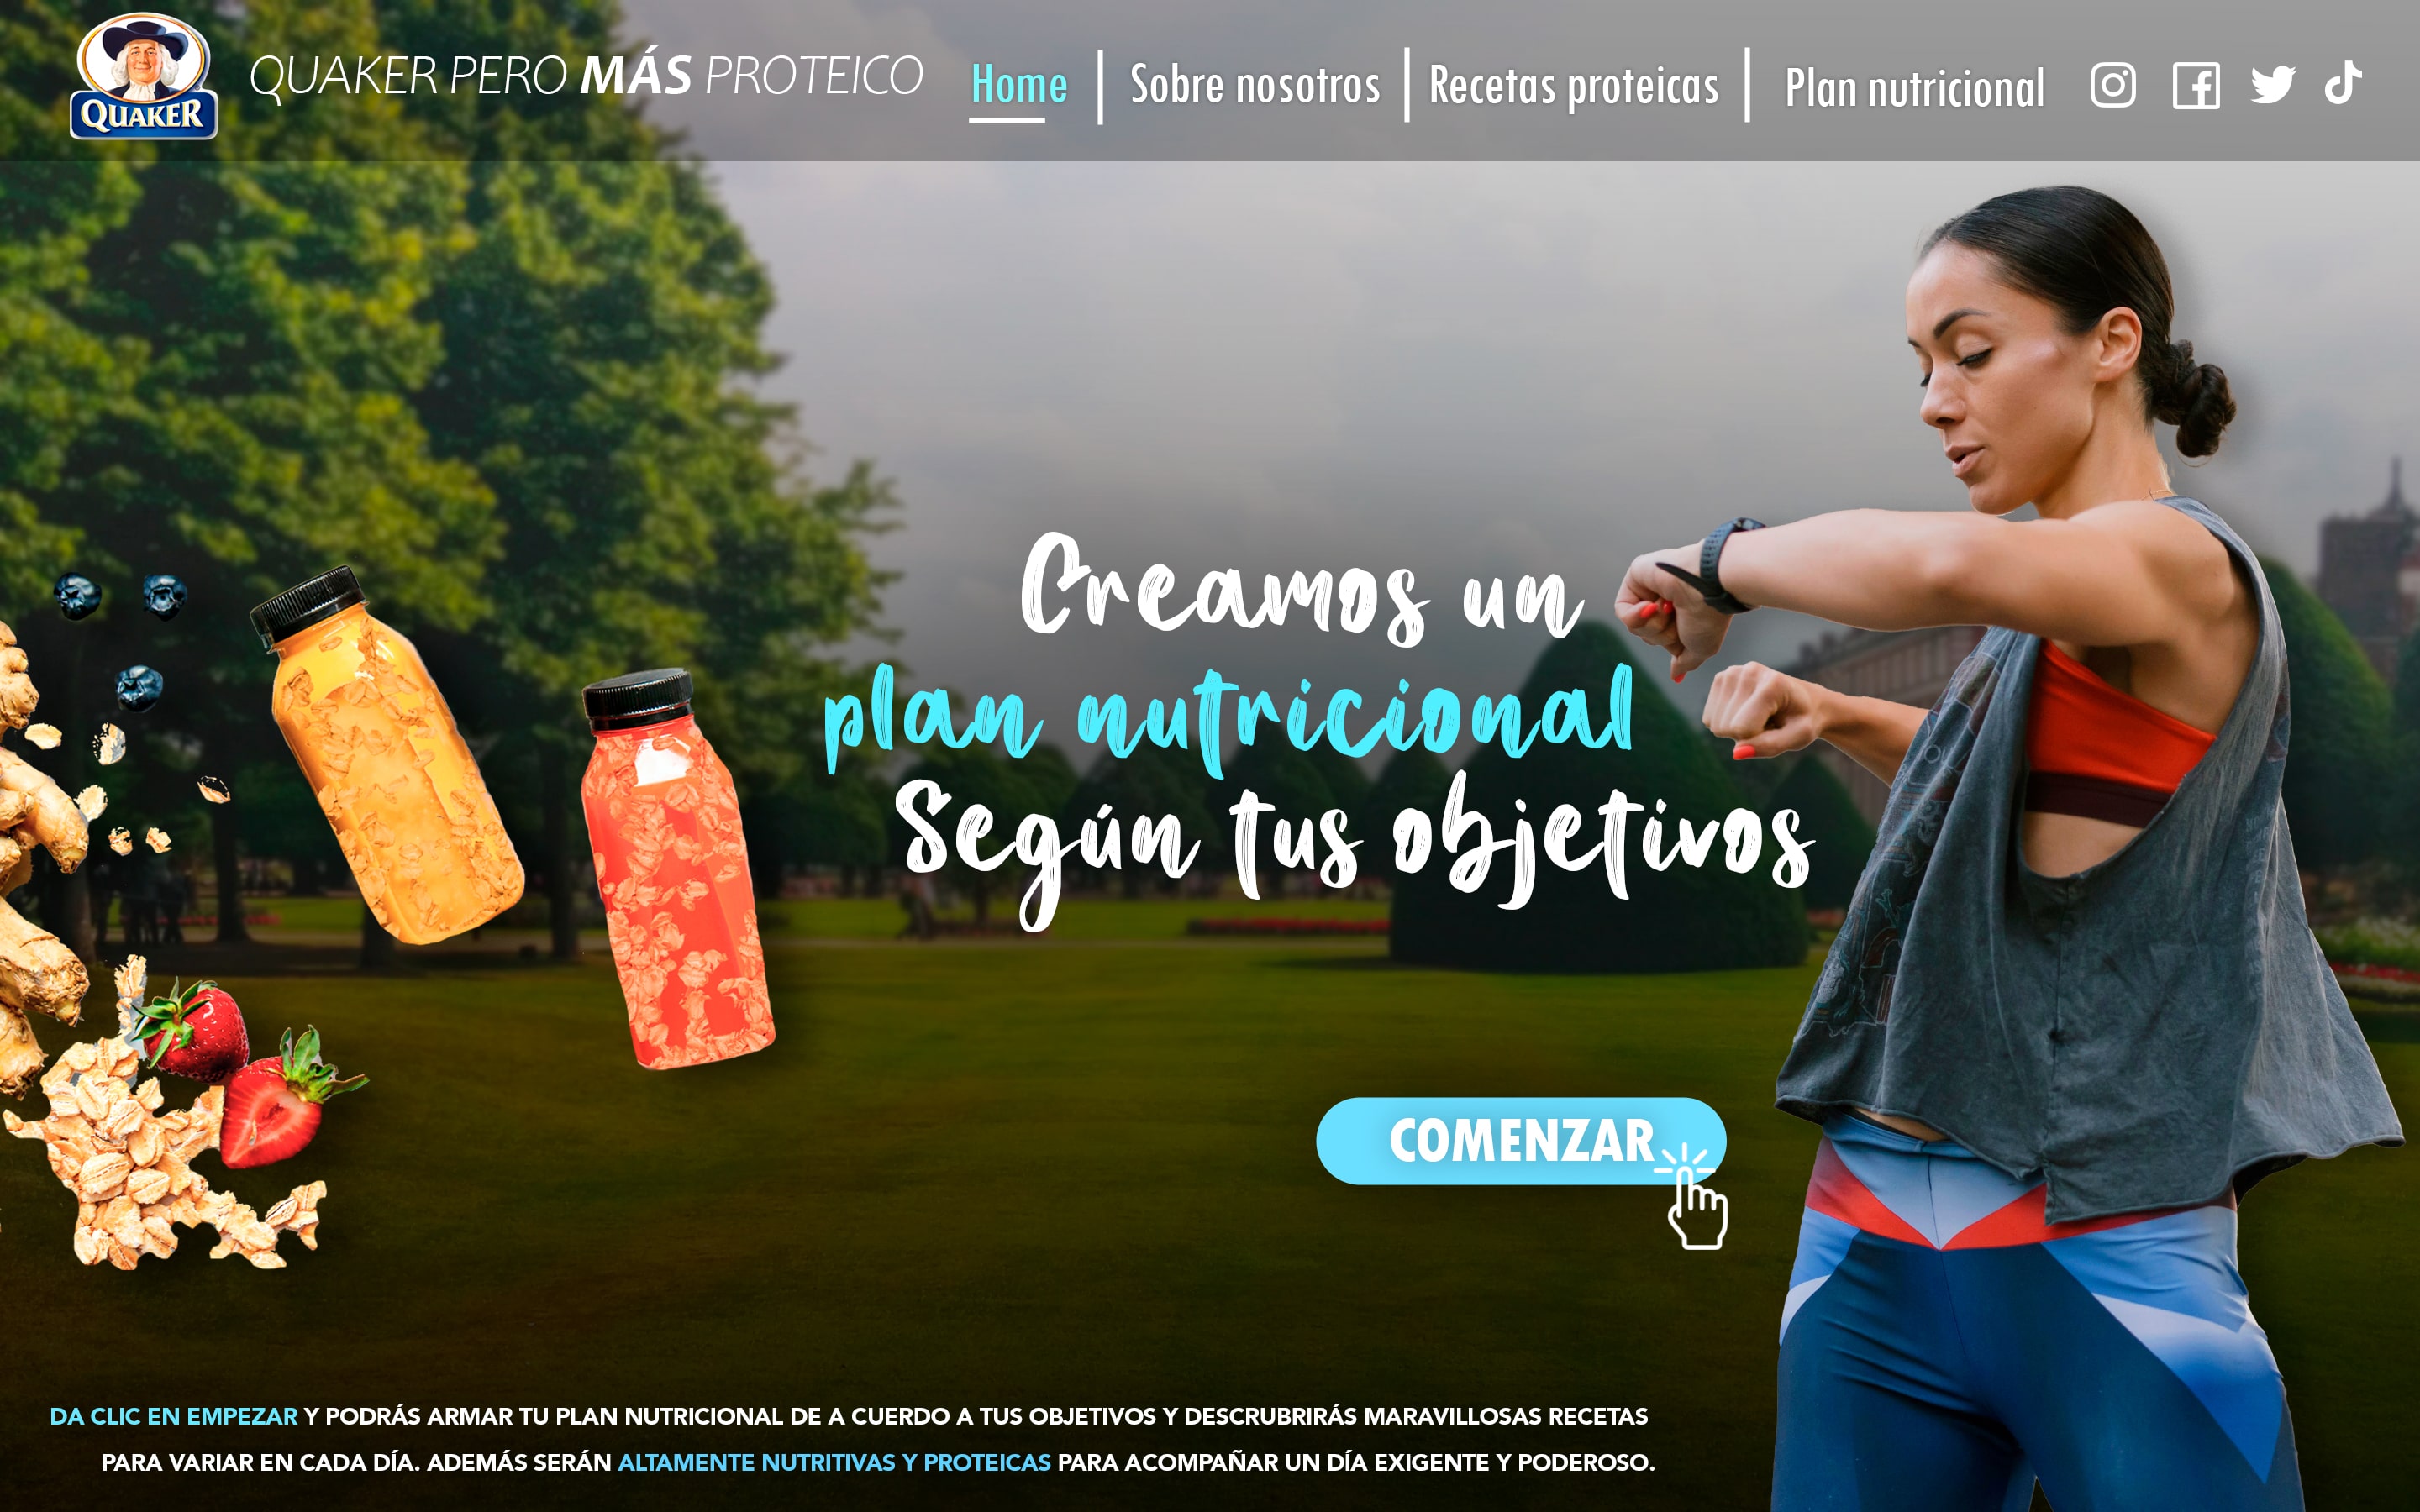 QUAKER
QUAKER PERO MÁS PROTEICO
Home
Sobre nosotros
Recetas proteicas
Plan nutricional
Creamos un
plan nutricional
Según tus objetivos
COMENZAR
DA CLIC EN EMPEZAR Y PODRÁS ARMAR TU PLAN NUTRICIONAL DE A CUERDO A TUS OBJETIVOS Y DESCRUBRIRÁS MARAVILLOSAS RECETAS
PARA VARIAR EN CADA DÍA. ADEMÁS SERÁN ALTAMENTE NUTRITIVAS Y PROTEICAS PARA ACOMPAÑAR UN DÍA EXIGENTE Y PODEROSO.